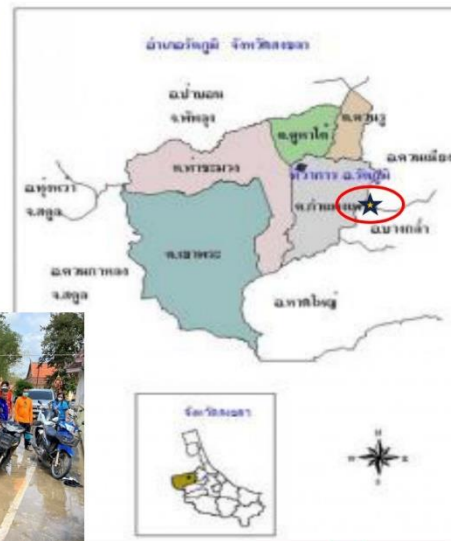 อำเภอรัตภูมิ จังหวัดสงขลา
อ.ป่าบอน
จ.พัทลุง
ต.ควนรู
ต.คูหาใต้
อ.ควนเนียง
ต.ท่าชะมวง
ที่ว่าการ อ.รัตภูมิ
อ.ทุ่งหว้า
จ.สตูล
ต.กำแพงเพชร
อ.บางกล่ำ
อ.ควนกาหลง
จ.สตูล
ต.เขาพระ
อ.หาดใหญ่
จังหวัดสงขลา
N
W
E
S